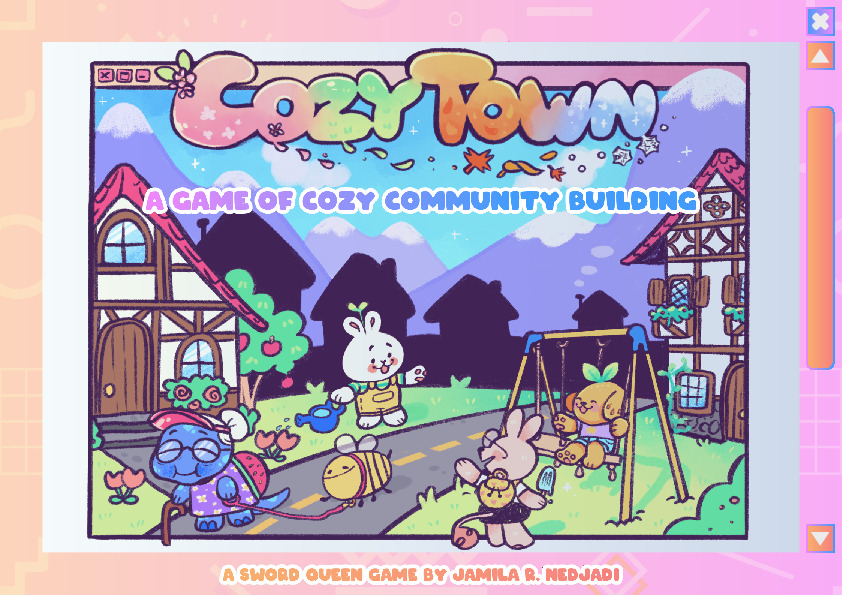 COZY TOWN
A GAME OF COZY COMMUNITY BUILDING
A SWORD QUEEN GAME BY JAMILA R. NEDJADI